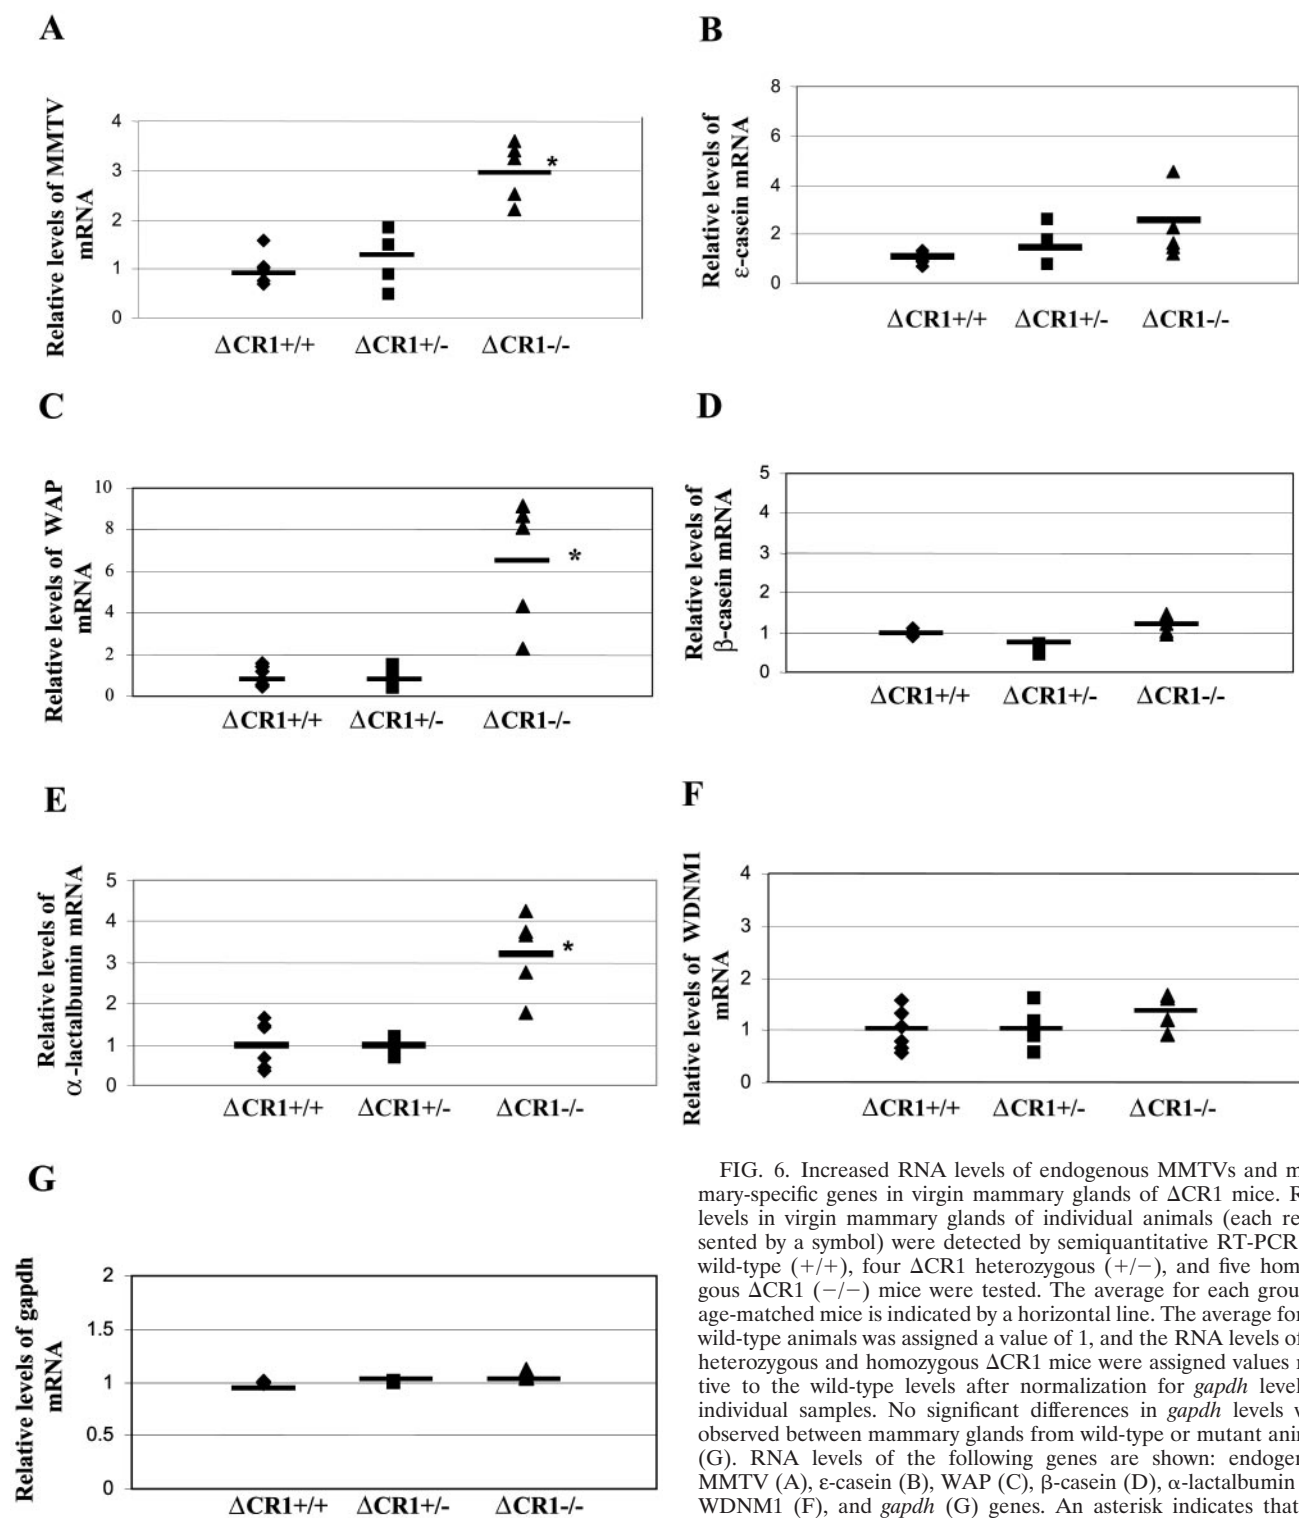 A
Relative levels of MMTV
mRNA
4
3
2
1
0
*
ΔCR1+/+ ΔCR1+/- ΔCR1-/-
B
Relative levels of
ε-casein mRNA
8
6
4
2
0
ΔCR1+/+ ΔCR1+/- ΔCR1-/-
C
Relative levels of WAP
mRNA
10
8
6
4
2
0
*
ΔCR1+/+ ΔCR1+/- ΔCR1-/-
D
Relative levels of
β-casein mRNA
5
4
3
2
1
0
ΔCR1+/+ ΔCR1+/- ΔCR1-/-
E
Relative levels of
α-lactalbumin mRNA
5
4
3
2
1
0
*
ΔCR1+/+ ΔCR1+/- ΔCR1-/-
F
Relative levels of WDNM1
mRNA
4
3
2
1
0
ΔCR1+/+ ΔCR1+/- ΔCR1-/-
G
Relative levels of gapdh
mRNA
2
1.5
1
0.5
0
ΔCR1+/+ ΔCR1+/- ΔCR1-/-
FIG. 6. Increased RNA levels of endogenous MMTVs and m
mary-specific genes in virgin mammary glands of ΔCR1 mice. R
levels in virgin mammary glands of individual animals (each re
sented by a symbol) were detected by semiquantitative RT-PCR
wild-type (+/+), four ΔCR1 heterozygous (+/−), and five hom
gous ΔCR1 (−/−) mice were tested. The average for each grou
age-matched mice is indicated by a horizontal line. The average for
wild-type animals was assigned a value of 1, and the RNA levels of
heterozygous and homozygous ΔCR1 mice were assigned values r
tive to the wild-type levels after normalization for gapdh level
individual samples. No significant differences in gapdh levels v
observed between mammary glands from wild-type or mutant ani
(G). RNA levels of the following genes are shown: endogen
MMTV (A), ε-casein (B), WAP (C), β-casein (D), α-lactalbumin
WDNM1 (F), and gapdh (G) genes. An asterisk indicates that